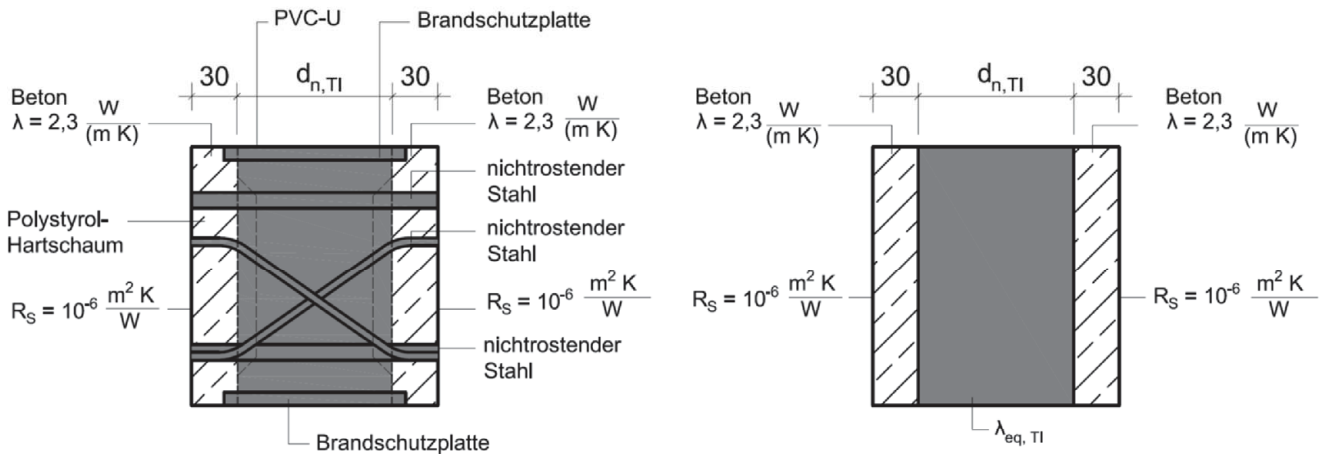 PVC-U
Brandschutzplatte
30
d_n,TI
30
Beton
λ = 2,3 W/(m K)
Beton
λ = 2,3 W/(m K)
nichtrostender
Stahl
Polystyrol-
Hartschaum
nichtrostender
Stahl
R_S = 10^-6 m² K/W
R_S = 10^-6 m² K/W
nichtrostender
Stahl
Brandschutzplatte
30
d_n,TI
30
Beton
λ = 2,3 W/(m K)
Beton
λ = 2,3 W/(m K)
R_S = 10^-6 m² K/W
R_S = 10^-6 m² K/W
λ_eq, TI